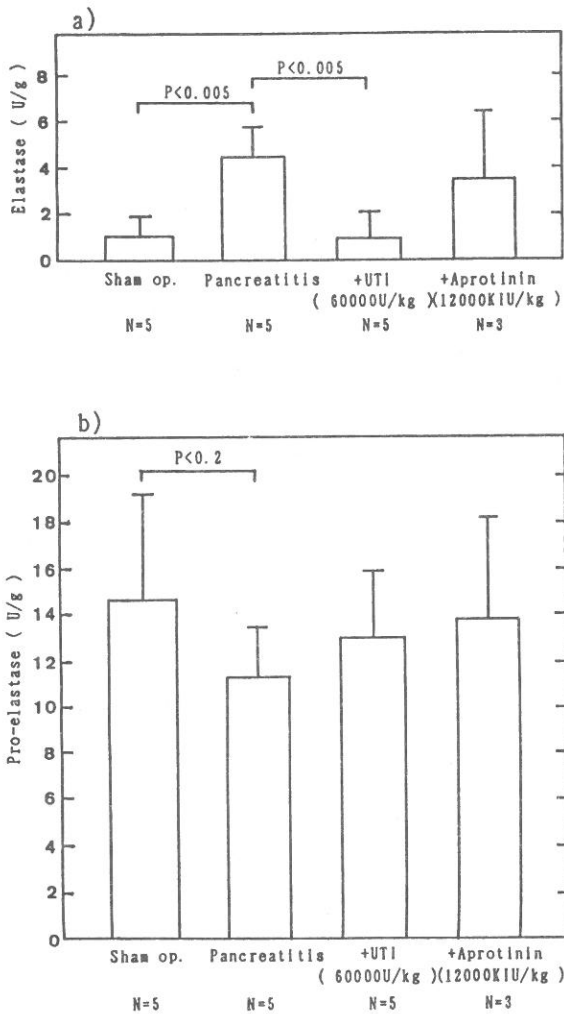 a)
Elastase ( U/g )
8
6
4
2
0
P<0.005
P<0.005
Sham op. Pancreatitis +UTI +Aprotinin
( 60000U/kg )(12000KIU/kg )
N=5 N=5 N=5 N=3
b)
Pro-elastase ( U/g )
20
18
16
14
12
10
8
6
4
2
0
P<0.2
Sham op. Pancreatitis +UTI +Aprotinin
( 60000U/kg )(12000KIU/kg )
N=5 N=5 N=5 N=3